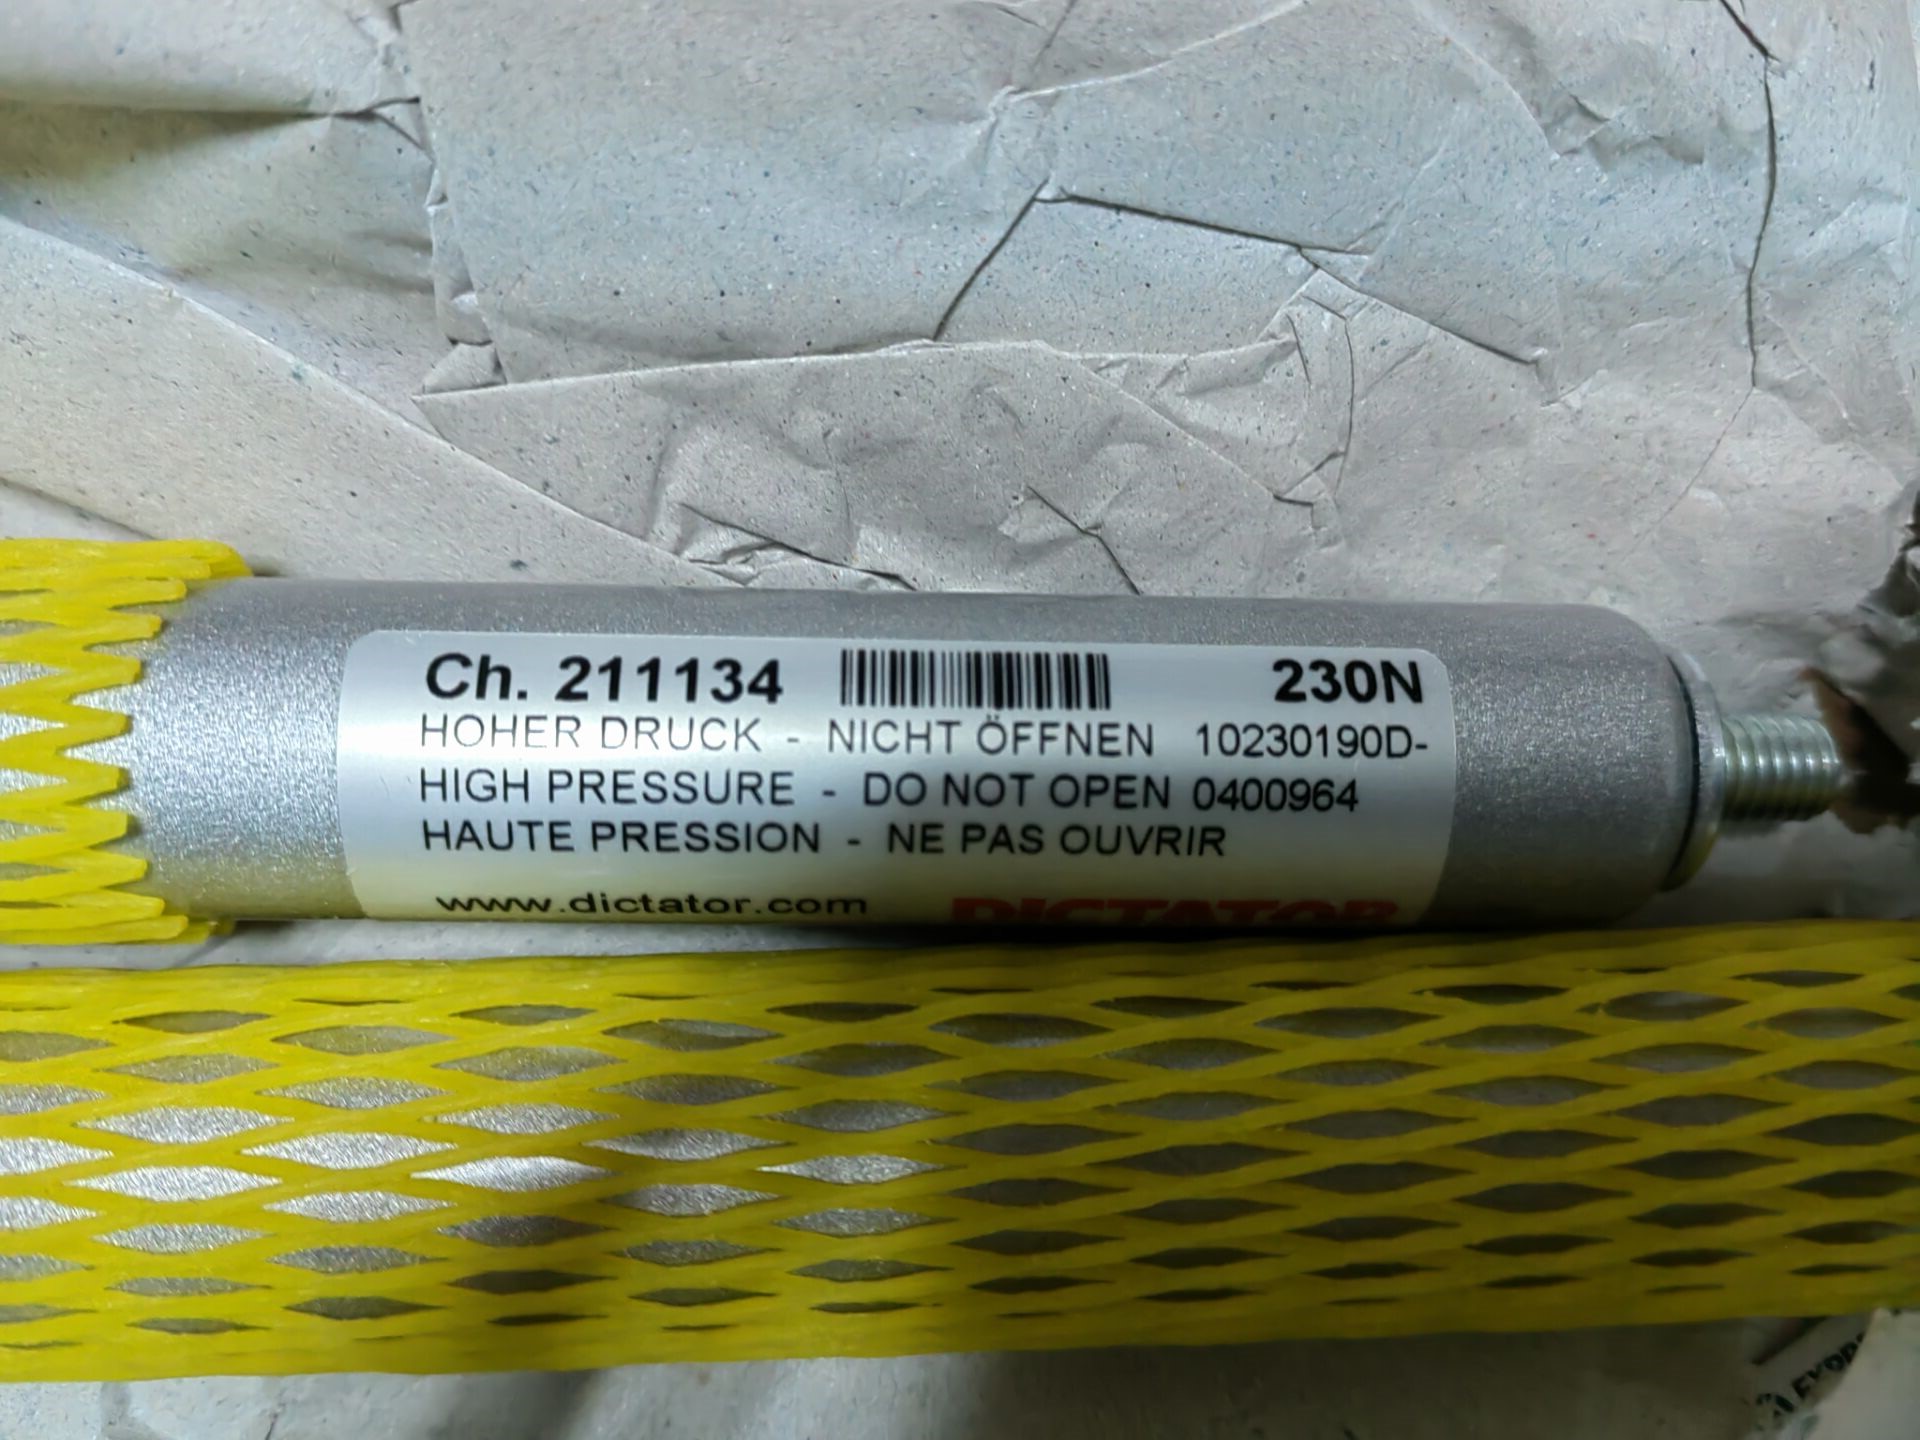 Ch. 211134 230N
HOHER DRUCK - NICHT ÖFFNEN 10230190D-
HIGH PRESSURE - DO NOT OPEN 0400964
HAUTE PRESSION - NE PAS OUVRIR
www.dictator.com DICTATOR